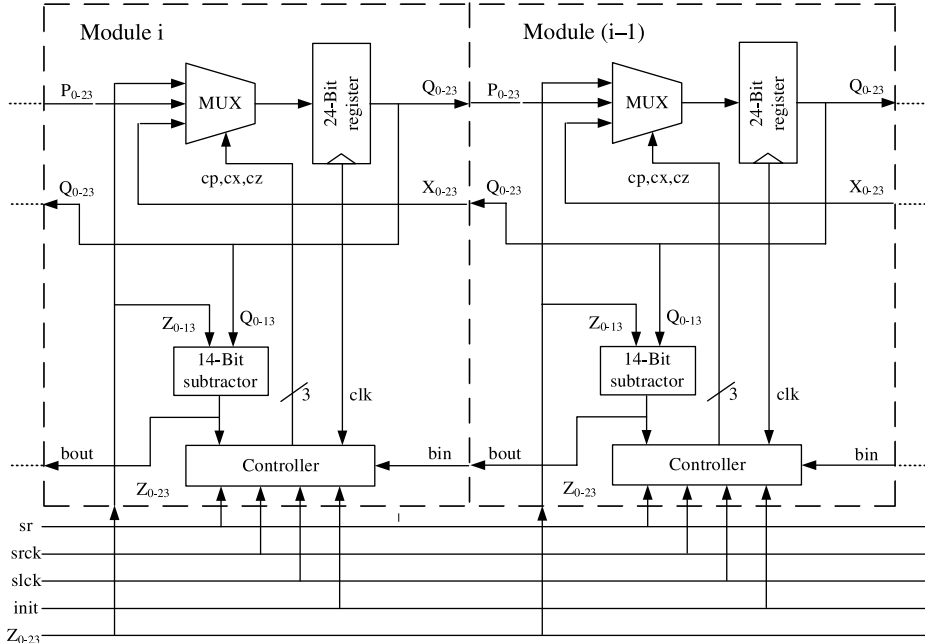 Module i
Module (i–1)
P0-23
MUX
24-Bit
register
Q0-23
P0-23
MUX
24-Bit
register
Q0-23
cp,cx,cz
X0-23
cp,cx,cz
X0-23
Q0-23
Q0-23
Z0-13
Q0-13
Z0-13
Q0-13
14-Bit
subtractor
3
clk
14-Bit
subtractor
3
clk
bout
Controller
bin
bout
Controller
bin
Z0-23
Z0-23
sr
srck
slck
init
Z0-23